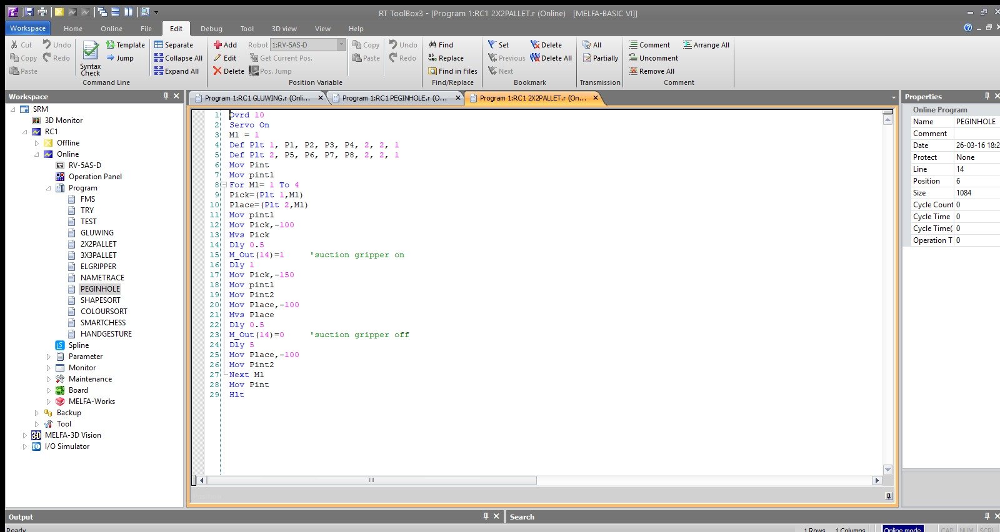 RT ToolBox3 - [Program 1:RC1 2X2PALLET.r (Online)    [MELFA-BASIC VI]]
Workspace Home Online File Edit Debug Tool 3D view View Help
Cut Undo Template Separate Add Robot 1:RV-5AS-D Copy Undo Find Set Delete All Comment Arrange All
Copy Redo Jump Collapse All Edit Get Current Pos. Paste Redo Replace Previous Delete All Partially Uncomment
Paste Syntax Check Expand All Delete Pos. Jump Find in Files Next Remove All
Command Line Position Variable Find/Replace Bookmark Transmission Comment
Workspace
SRM
3D Monitor
RC1
Offline
Online
RV-5AS-D
Operation Panel
Program
FMS
TRY
TEST
GLUWING
2X2PALLET
3X3PALLET
ELGRIPPER
NAMETRACE
PEGINHOLE
SHAPESORT
COLOURSORT
SMARTCHESS
HANDGESTURE
Spline
Parameter
Monitor
Maintenance
Board
MELFA-Works
Backup
Tool
MELFA-3D Vision
I/O Simulator
Program 1:RC1 GLUWING.r (Onli... Program 1:RC1 PEGINHOLE.r (O... Program 1:RC1 2X2PALLET.r (On...
1 Ovrd 10
2 Servo On
3 M1 = 1
4 Def Plt 1, P1, P2, P3, P4, 2, 2, 1
5 Def Plt 2, P5, P6, P7, P8, 2, 2, 1
6 Mov Pint
7 Mov pint1
8 For M1= 1 To 4
9 Pick=(Plt 1,M1)
10 Place=(Plt 2,M1)
11 Mov pint1
12 Mov Pick,-100
13 Mvs Pick
14 Dly 0.5
15 M_Out(14)=1     'suction gripper on
16 Dly 1
17 Mov Pick,-150
18 Mov pint1
19 Mov Pint2
20 Mov Place,-100
21 Mvs Place
22 Dly 0.5
23 M_Out(14)=0     'suction gripper off
24 Dly 5
25 Mov Place,-100
26 Mov Pint2
27 Next M1
28 Mov Pint
29 Hlt
Properties
Online Program
Name PEGINHOLE
Comment
Date 26-03-16 18:2
Protect None
Line 14
Position 6
Size 1084
Cycle Count 0
Cycle Time 0
Cycle Time(. 0
Operation T 0
Output Search
Ready 1 Rows 1 Columns Online mode CAP NUM SCRL